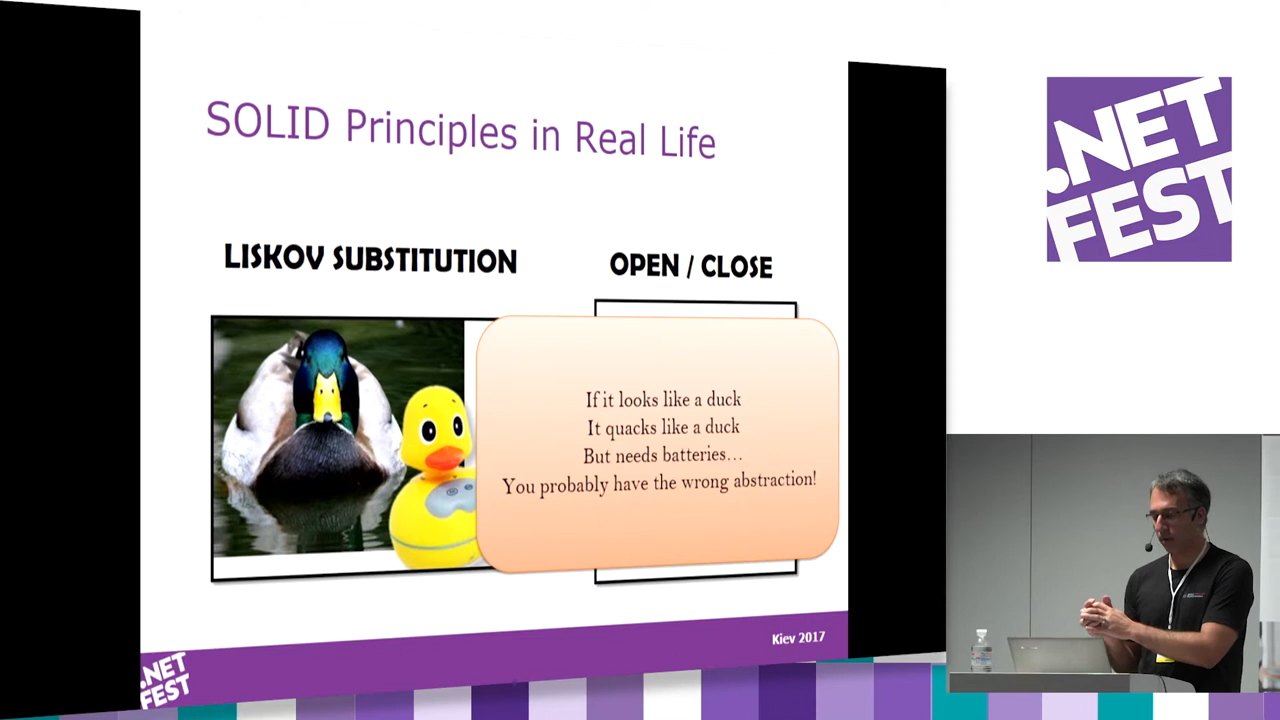 SOLID Principles in Real Life
LISKOV SUBSTITUTION
OPEN / CLOSE
If it looks like a duck
It quacks like a duck
But needs batteries…
You probably have the wrong abstraction!
Kiev 2017
.NET
FEST
.NET
FEST